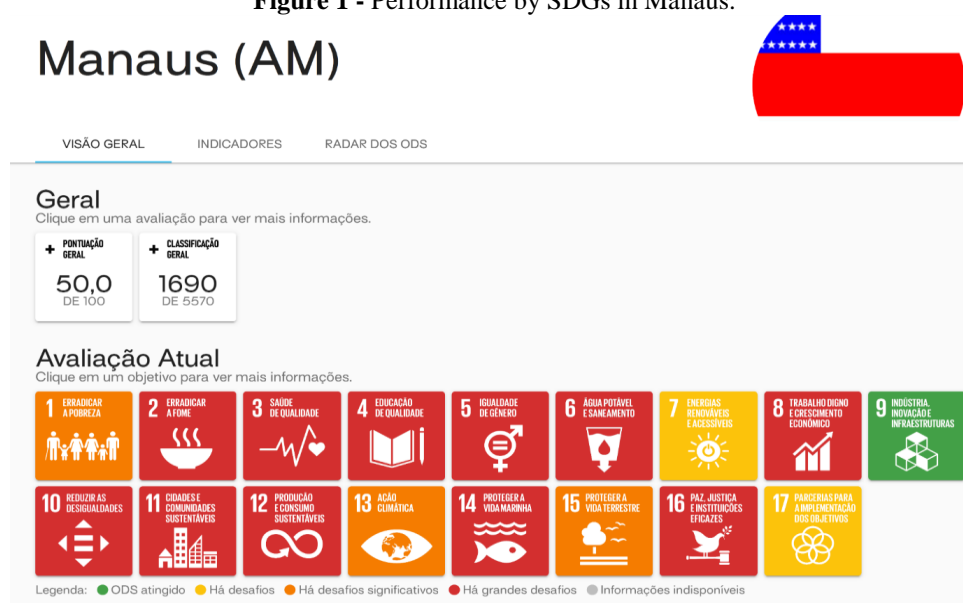 Figure 1 - Performance by SDGs in Manaus.
Manaus (AM)
VISÃO GERAL INDICADORES RADAR DOS ODS
Geral
Clique em uma avaliação para ver mais informações.
+ PONTUAÇÃO GERAL
50,0
DE 100
+ CLASSIFICAÇÃO GERAL
1690
DE 5570
Avaliação Atual
Clique em um objetivo para ver mais informações.
1 ERRADICAR
A POBREZA
2 ERRADICAR
A FOME
3 SAÚDE
DE QUALIDADE
4 EDUCAÇÃO
DE QUALIDADE
5 IGUALDADE
DE GÉNERO
6 ÁGUA POTÁVEL
E SANEAMENTO
7 ENERGIAS
RENOVÁVEIS
E ACESSÍVEIS
8 TRABALHO DIGNO
E CRESCIMENTO
ECONÓMICO
9 INDÚSTRIA,
INOVAÇÃO E
INFRAESTRUTURAS
10 REDUZIR AS
DESIGUALDADES
11 CIDADES E
COMUNIDADES
SUSTENTÁVEIS
12 PRODUÇÃO
E CONSUMO
SUSTENTÁVEIS
13 AÇÃO
CLIMÁTICA
14 PROTEGER A
VIDA MARINHA
15 PROTEGER A
VIDA TERRESTRE
16 PAZ, JUSTIÇA
E INSTITUIÇÕES
EFICAZES
17 PARCERIAS PARA
A IMPLEMENTAÇÃO
DOS OBJETIVOS
Legenda: ODS atingido Há desafios Há desafios significativos Há grandes desafios Informações indisponíveis